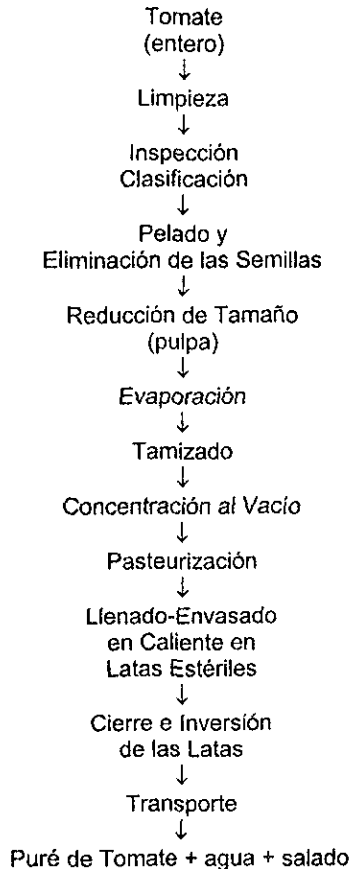 Tomate
(entero)
↓
Limpieza
↓
Inspección
Clasificación
↓
Pelado y
Eliminación de las Semillas
↓
Reducción de Tamaño
(pulpa)
↓
Evaporación
↓
Tamizado
↓
Concentración al Vacío
↓
Pasteurización
↓
Llenado-Envasado
en Caliente en
Latas Estériles
↓
Cierre e Inversión
de las Latas
↓
Transporte
↓
Puré de Tomate + agua + salado